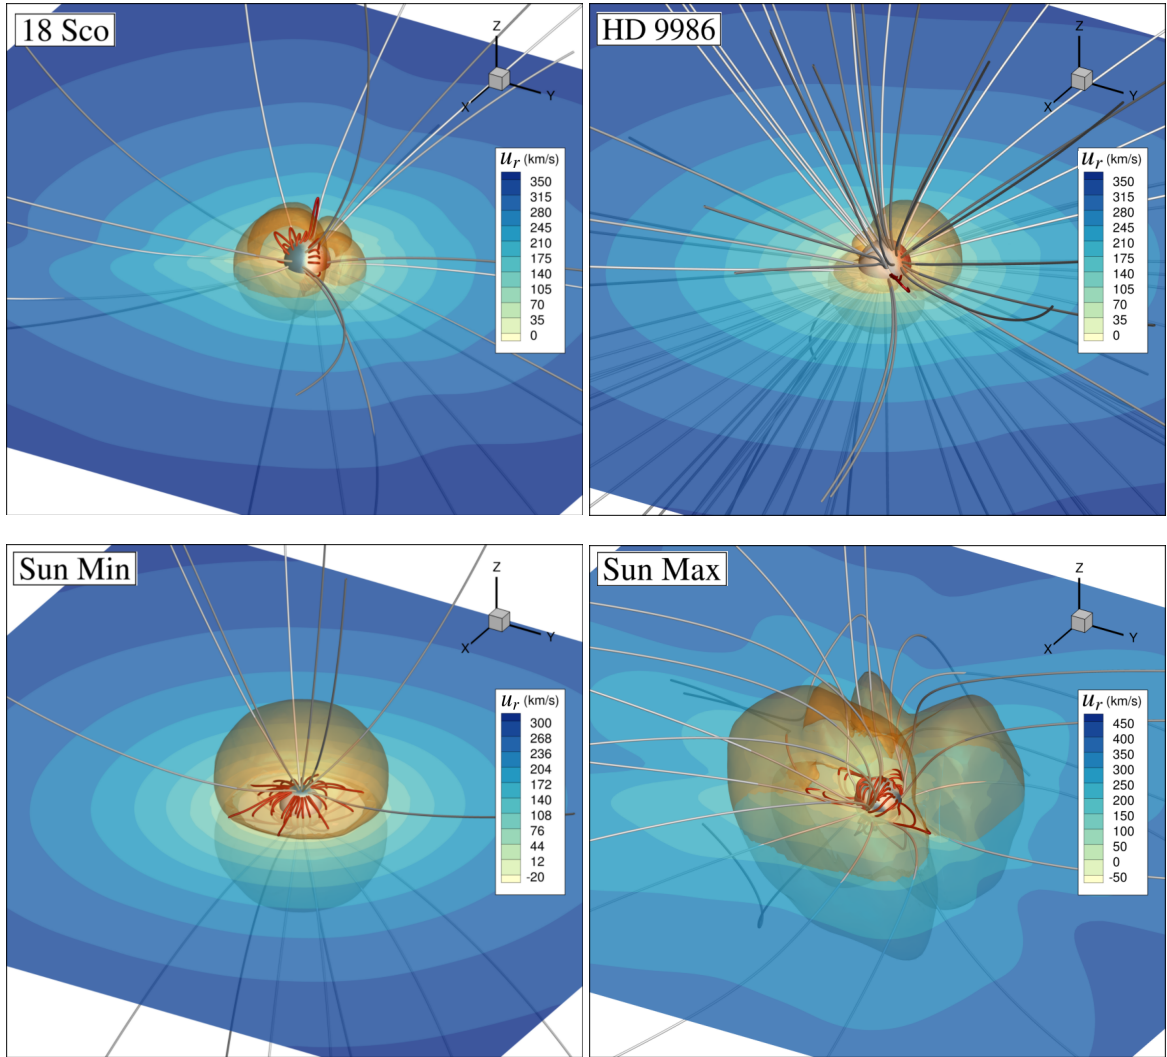 18 Sco
Z
X
Y
u_r (km/s)
350
315
280
245
210
175
140
105
70
35
0
HD 9986
Z
X
Y
u_r (km/s)
350
315
280
245
210
175
140
105
70
35
0
Sun Min
Z
X
Y
u_r (km/s)
300
268
236
204
172
140
108
76
44
12
-20
Sun Max
Z
X
Y
u_r (km/s)
450
400
350
300
250
200
150
100
50
0
-50